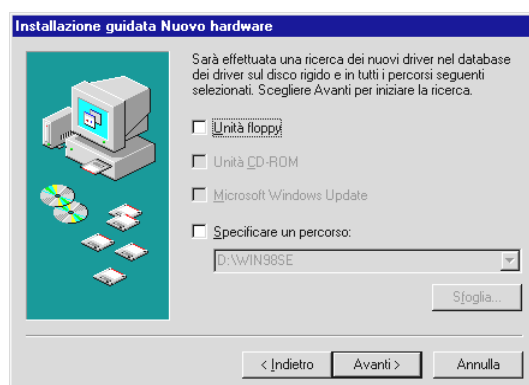 Installazione guidata Nuovo hardware
Sarà effettuata una ricerca dei nuovi driver nel database
dei driver sul disco rigido e in tutti i percorsi seguenti
selezionati. Scegliere Avanti per iniziare la ricerca.
Unità floppy
Unità CD-ROM
Microsoft Windows Update
Specificare un percorso:
D:\WIN98SE
Sfoglia...
< Indietro
Avanti >
Annulla